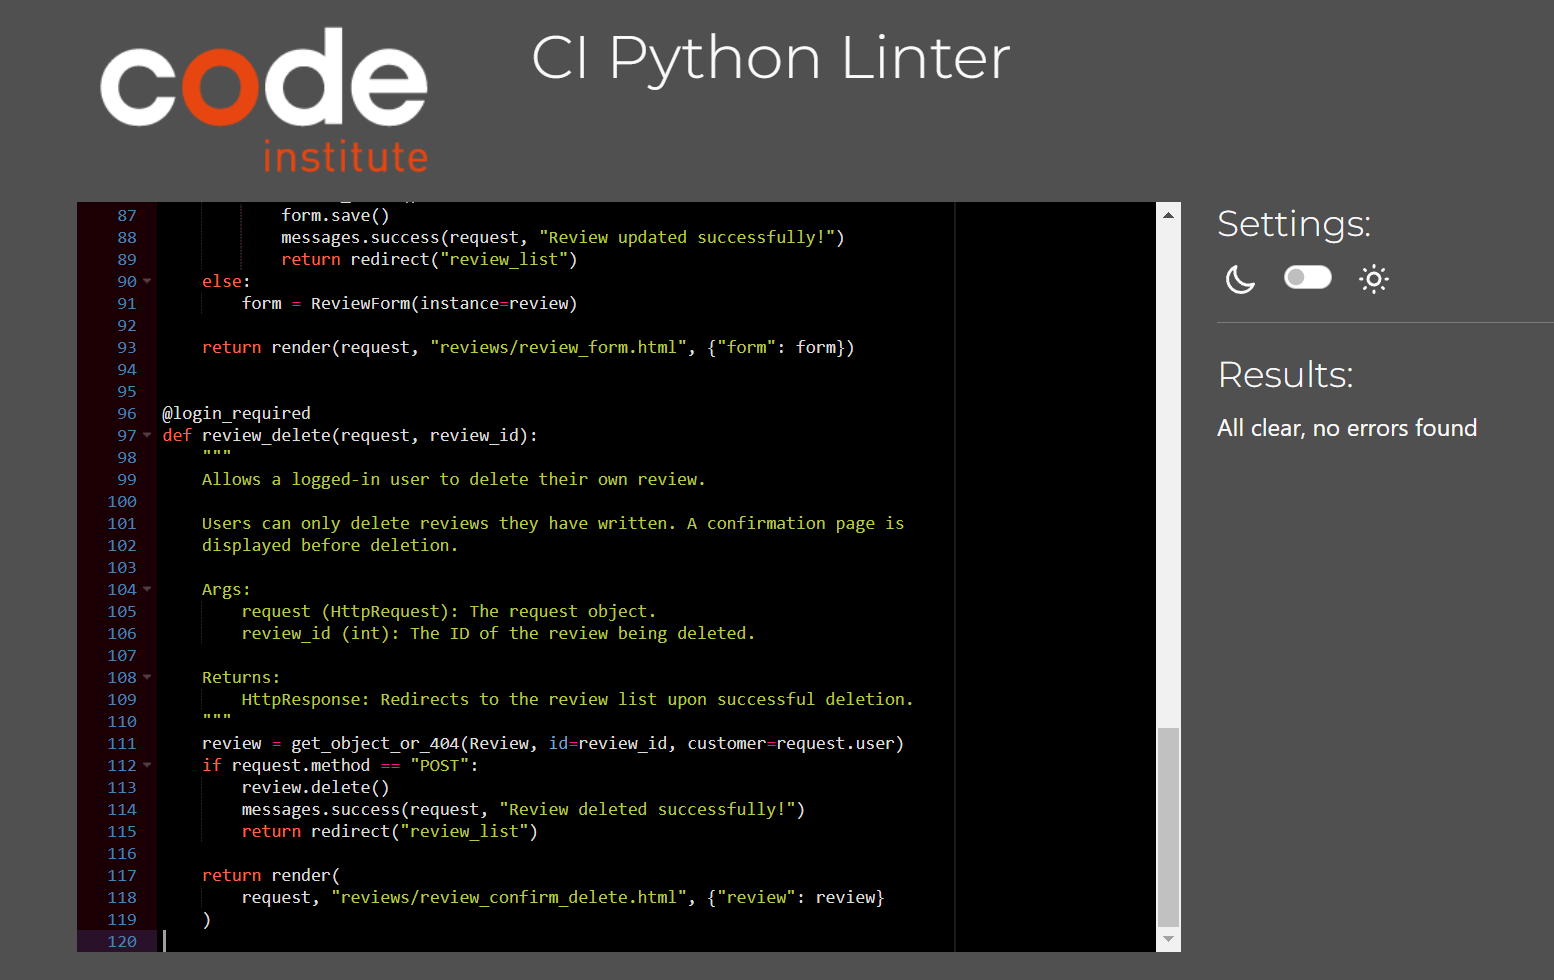 code
institute
CI Python Linter
87 form.save()
88 messages.success(request, "Review updated successfully!")
89 return redirect("review_list")
90 else:
91 form = ReviewForm(instance=review)
92
93 return render(request, "reviews/review_form.html", {"form": form})
94
95
96 @login_required
97 def review_delete(request, review_id):
98 """
99 Allows a logged-in user to delete their own review.
100
101 Users can only delete reviews they have written. A confirmation page is
102 displayed before deletion.
103
104 Args:
105 request (HttpRequest): The request object.
106 review_id (int): The ID of the review being deleted.
107
108 Returns:
109 HttpResponse: Redirects to the review list upon successful deletion.
110 """
111 review = get_object_or_404(Review, id=review_id, customer=request.user)
112 if request.method == "POST":
113 review.delete()
114 messages.success(request, "Review deleted successfully!")
115 return redirect("review_list")
116
117 return render(
118 request, "reviews/review_confirm_delete.html", {"review": review}
119 )
120
Settings:
Results:
All clear, no errors found